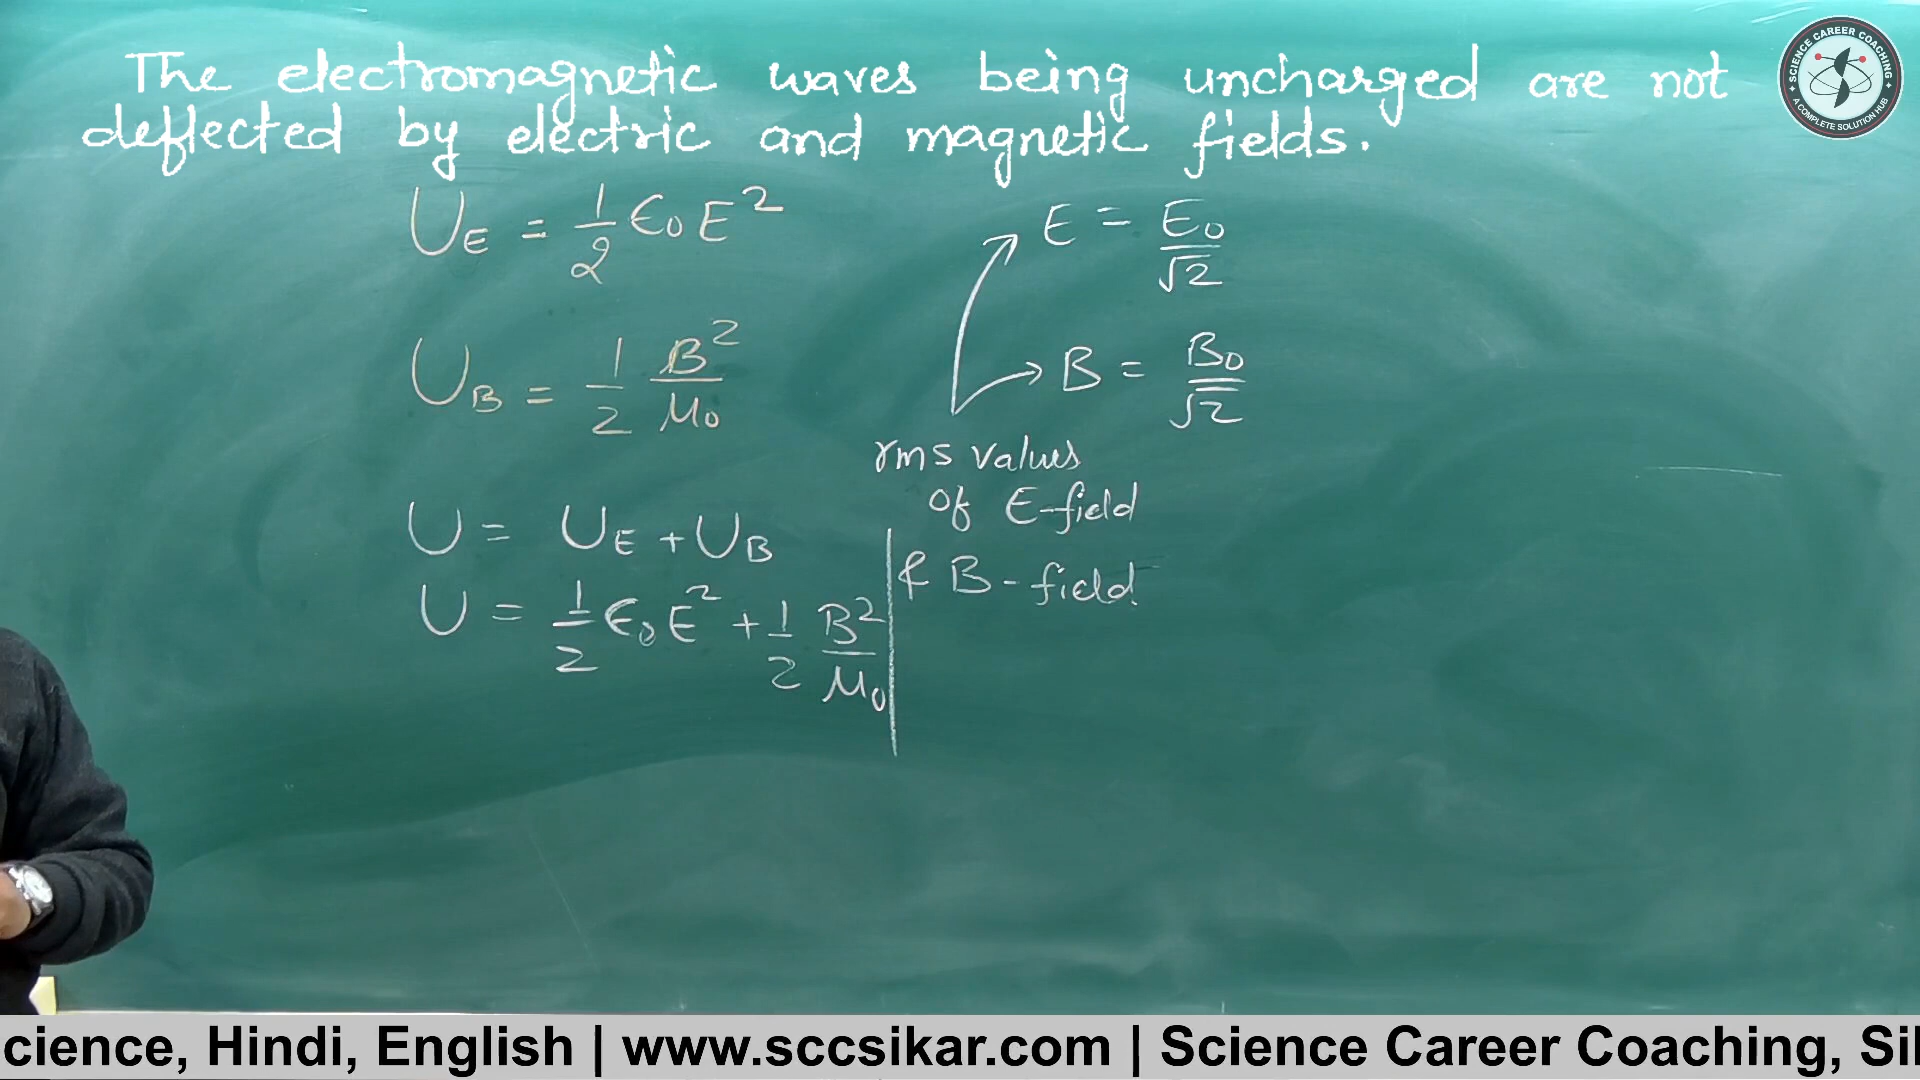 The electromagnetic waves being uncharged are not
deflected by electric and magnetic fields.
U_E = 1/2 ϵ₀E²
E = E₀/√2
U_B = 1/2 B²/μ₀
B = B₀/√2
rms values
of E-field
& B-field
U = U_E + U_B
U = 1/2 ϵ₀E² + 1/2 B²/μ₀
SCIENCE CAREER COACHING
A COMPLETE SOLUTION HUB
cience, Hindi, English | www.sccsikar.com | Science Career Coaching, Si